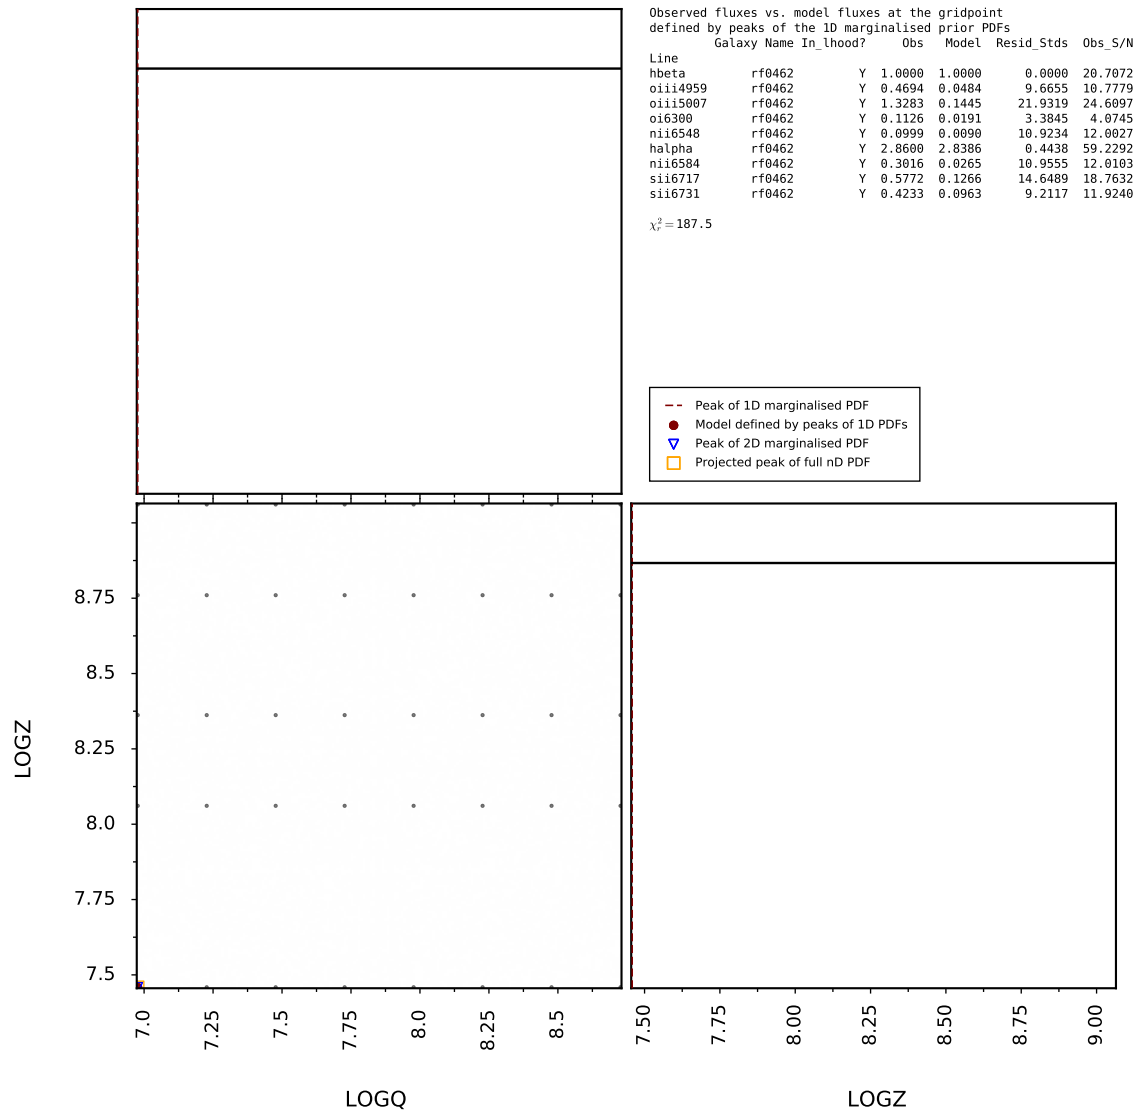 Observed fluxes vs. model fluxes at the gridpoint
defined by peaks of the 1D marginalised prior PDFs
Galaxy Name In_lhood? Obs Model Resid_Stds Obs_S/N
Line
hbeta rf0462 Y 1.0000 1.0000 0.0000 20.7072
oiii4959 rf0462 Y 0.4694 0.0484 9.6655 10.7779
oiii5007 rf0462 Y 1.3283 0.1445 21.9319 24.6097
oi6300 rf0462 Y 0.1126 0.0191 3.3845 4.0745
nii6548 rf0462 Y 0.0999 0.0090 10.9234 12.0027
halpha rf0462 Y 2.8600 2.8386 0.4438 59.2292
nii6584 rf0462 Y 0.3016 0.0265 10.9555 12.0103
sii6717 rf0462 Y 0.5772 0.1266 14.6489 18.7632
sii6731 rf0462 Y 0.4233 0.0963 9.2117 11.9240
χ²ᵣ = 187.5
Peak of 1D marginalised PDF
Model defined by peaks of 1D PDFs
Peak of 2D marginalised PDF
Projected peak of full nD PDF
8.75
8.5
8.25
8.0
7.75
7.5
LOGZ
7.0 7.25 7.5 7.75 8.0 8.25 8.5
LOGQ
7.50 7.75 8.00 8.25 8.50 8.75 9.00
LOGZ